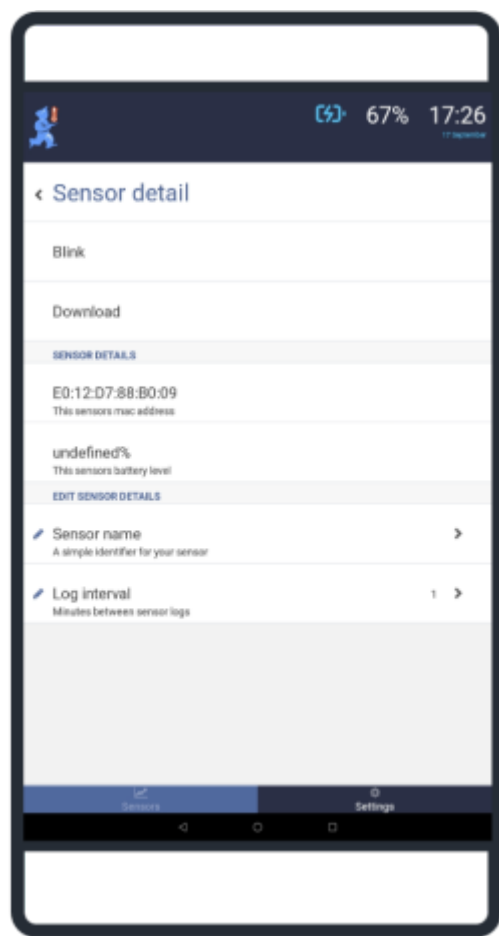 67% 17:26
17 September
Sensor detail
Blink
Download
SENSOR DETAILS
E0:12:D7:88:B0:09
This sensors mac address
undefined%
This sensors battery level
EDIT SENSOR DETAILS
Sensor name
A simple identifier for your sensor
Log interval 1
Minutes between sensor logs
Sensors Settings